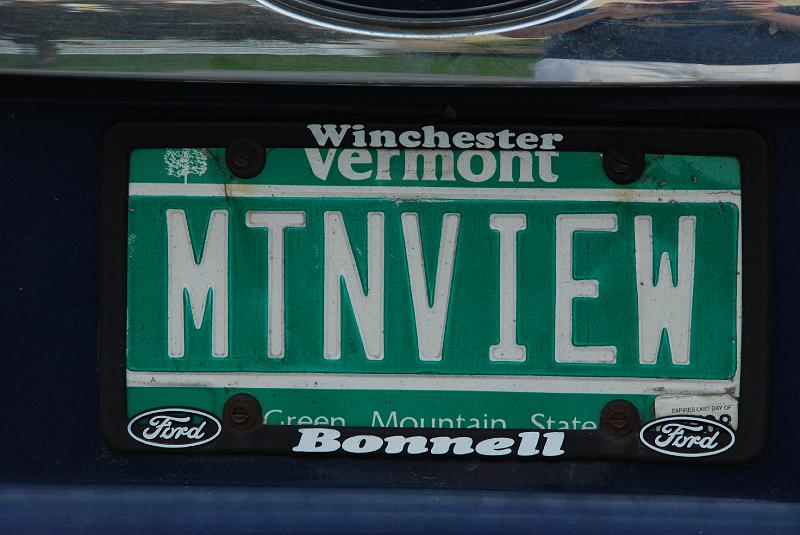 Winchester
Vermont
MTNVIEW
EXPIRES LAST DAY OF
Green Mountain State
Ford Bonnell Ford